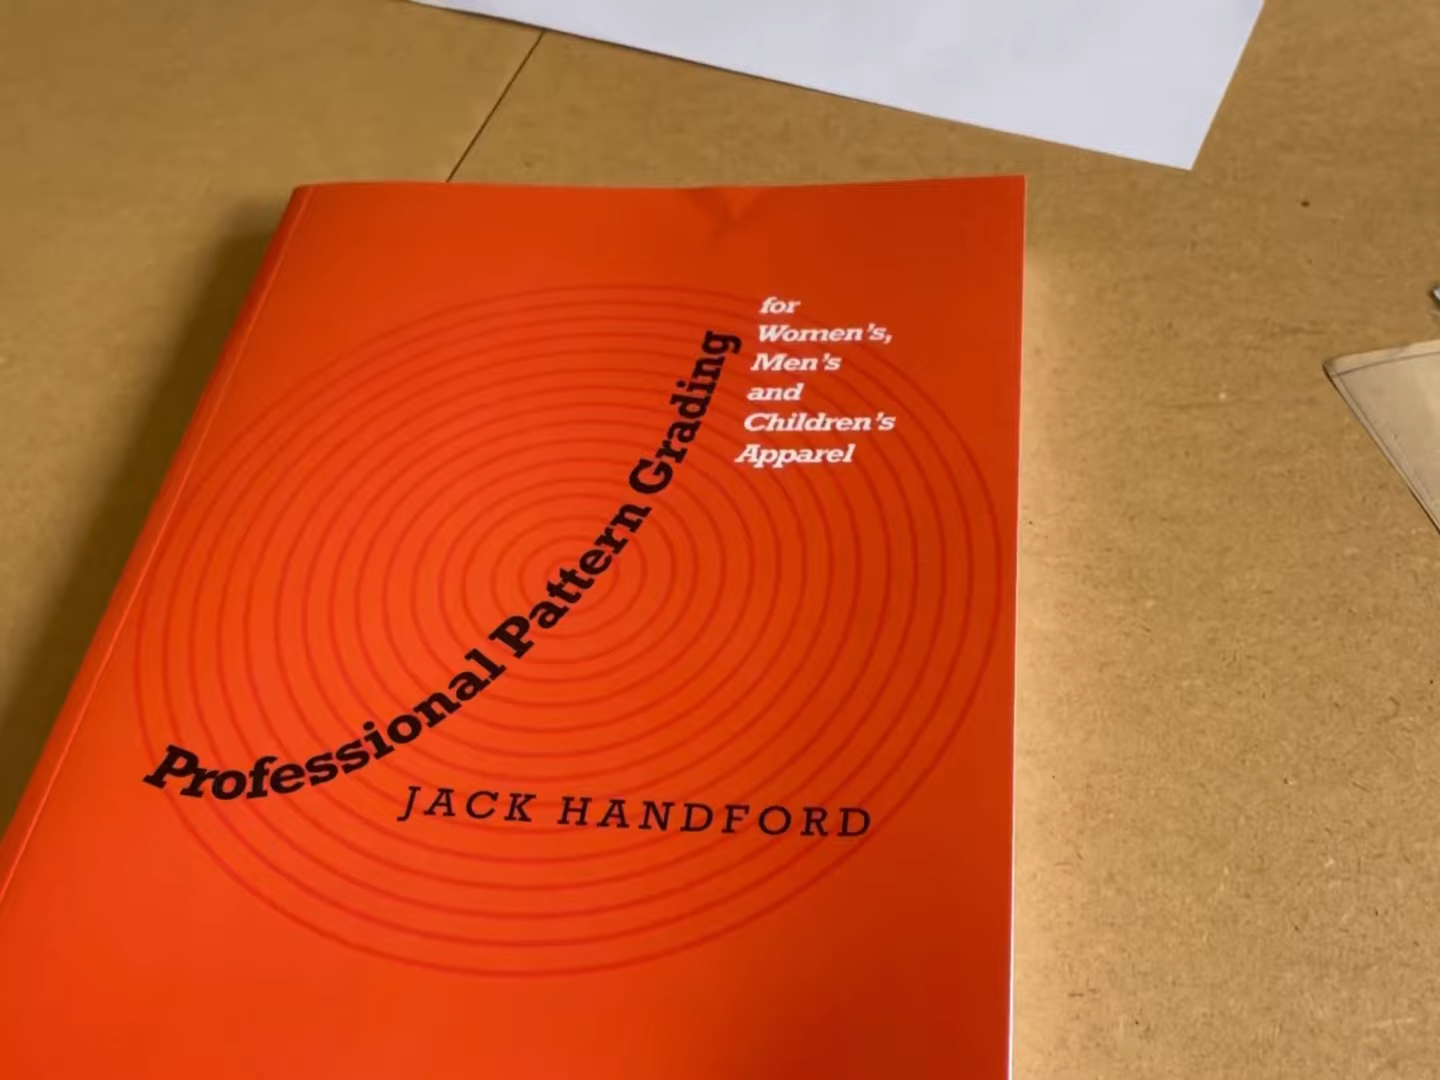 Professional Pattern Grading
for
Women's,
Men's
and
Children's
Apparel
JACK HANDFORD